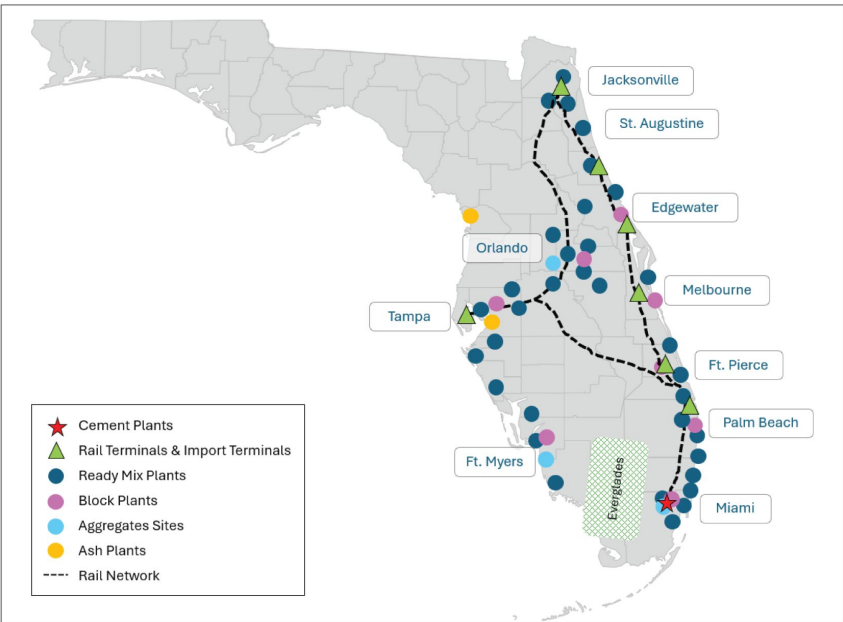 Jacksonville
St. Augustine
Edgewater
Orlando
Melbourne
Tampa
Ft. Pierce
Palm Beach
Ft. Myers
Everglades
Miami
Cement Plants
Rail Terminals & Import Terminals
Ready Mix Plants
Block Plants
Aggregates Sites
Ash Plants
Rail Network